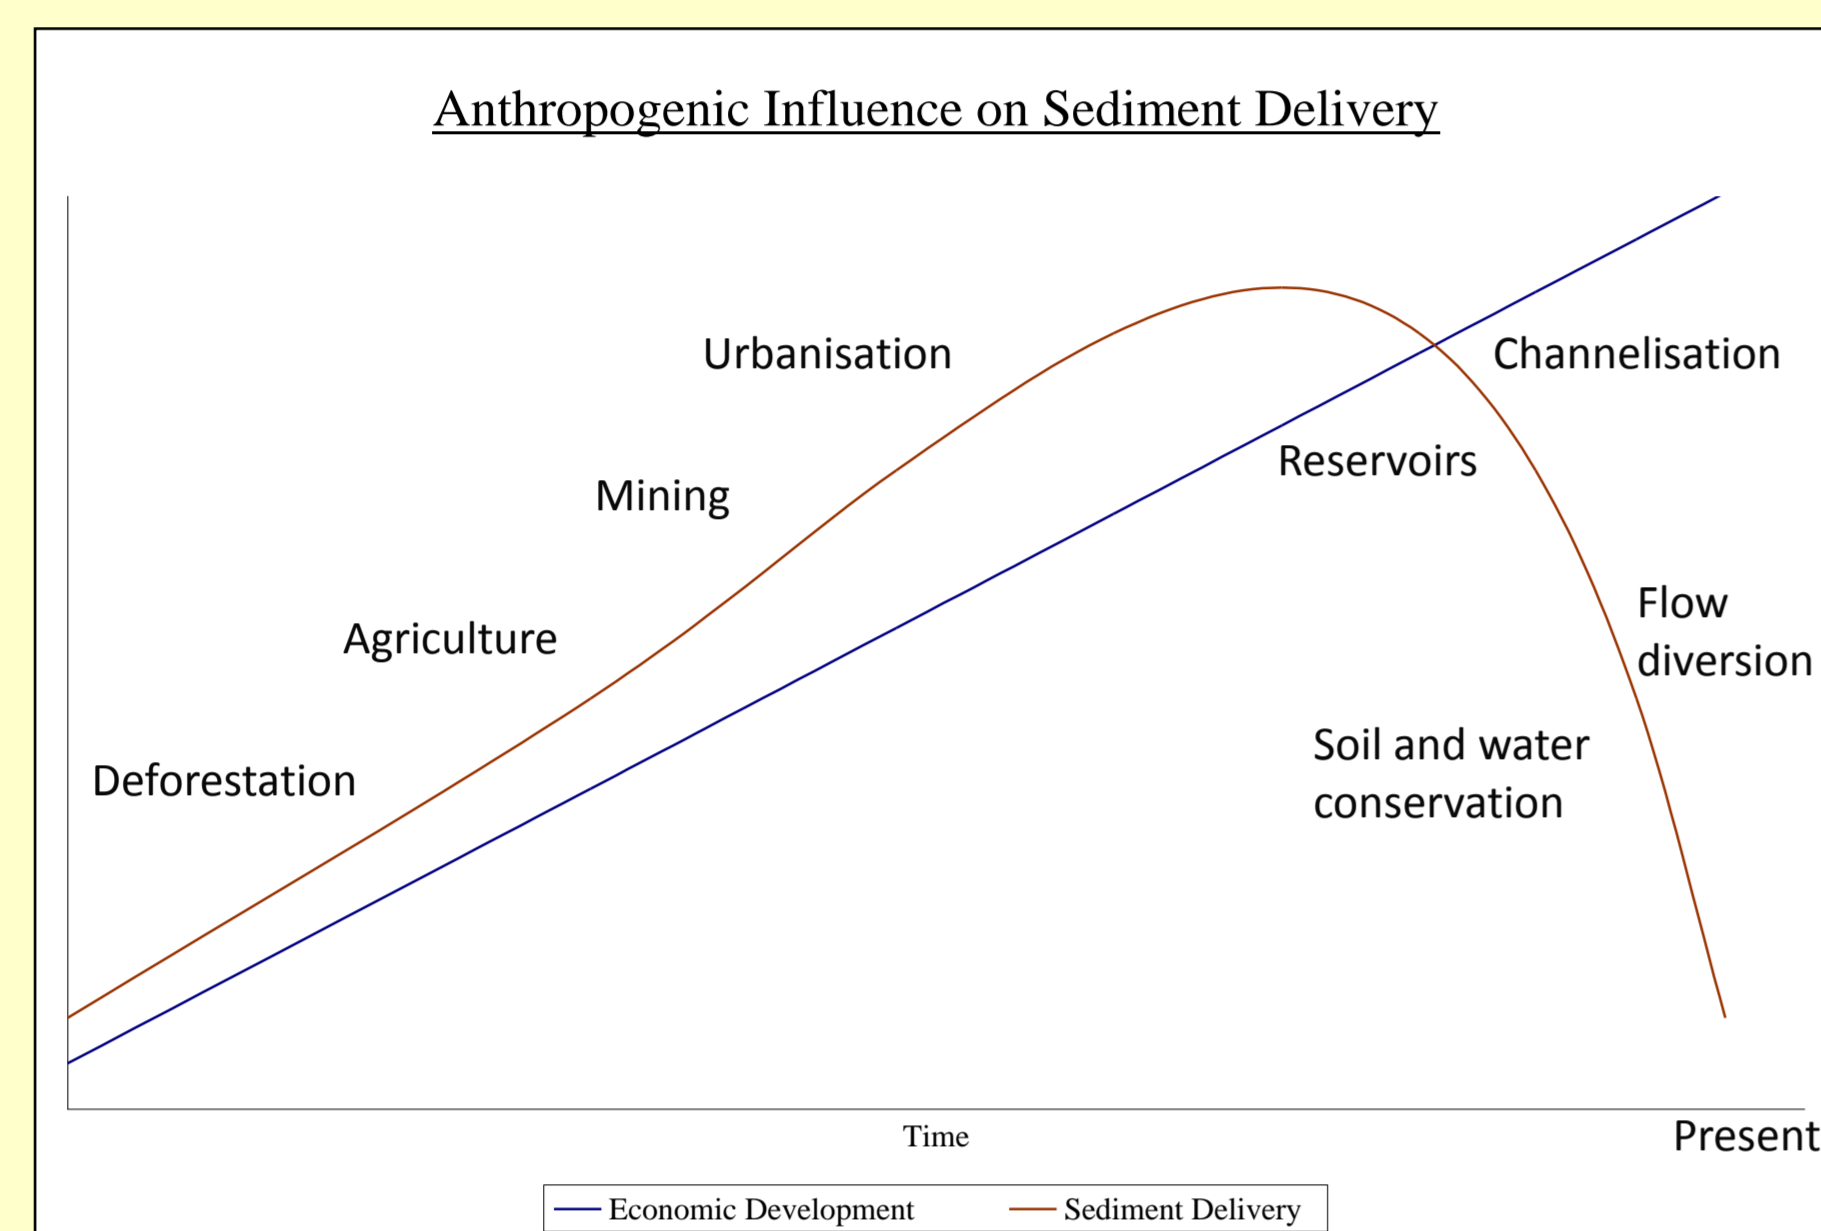 Anthropogenic Influence on Sediment Delivery
Urbanisation
Channelisation
Reservoirs
Mining
Flow
diversion
Agriculture
Soil and water
conservation
Deforestation
Time
Present
Economic Development
Sediment Delivery